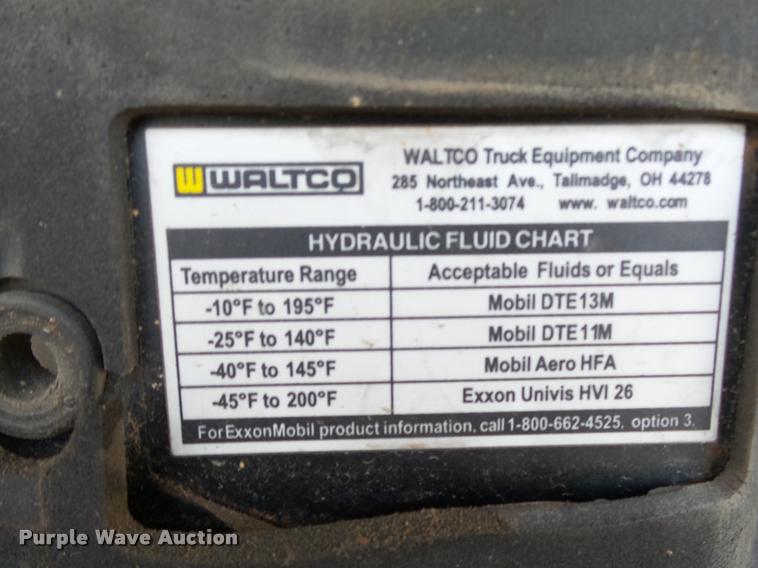 W WALTCO
WALTCO Truck Equipment Company
285 Northeast Ave., Tallmadge, OH 44278
1-800-211-3074 www. waltco.com
HYDRAULIC FLUID CHART
Temperature Range Acceptable Fluids or Equals
-10°F to 195°F Mobil DTE13M
-25°F to 140°F Mobil DTE11M
-40°F to 145°F Mobil Aero HFA
-45°F to 200°F Exxon Univis HVI 26
For ExxonMobil product information, call 1-800-662-4525, option 3.
Purple Wave Auction